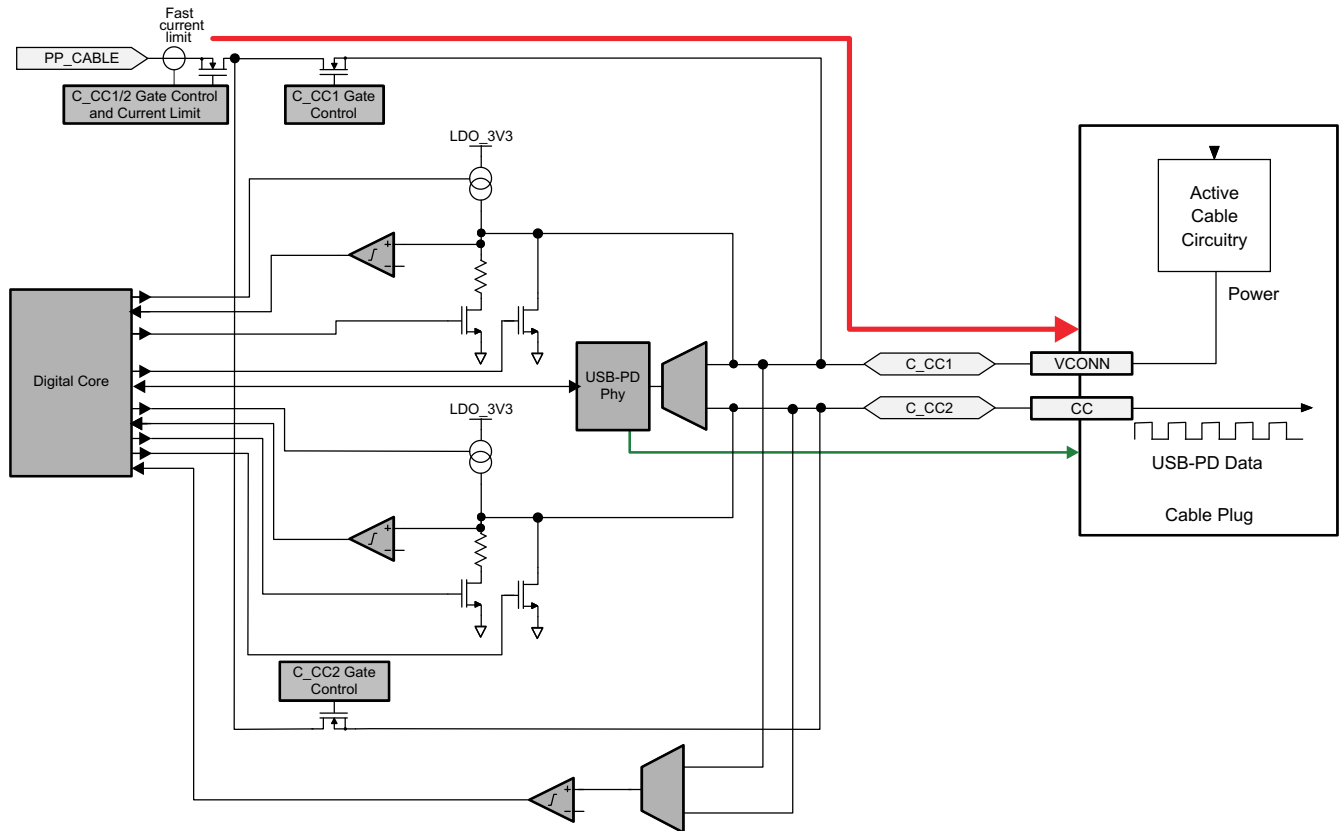 Fast
current
limit
PP_CABLE
C_CC1/2 Gate Control
and Current Limit
C_CC1 Gate
Control
LDO_3V3
Active
Cable
Circuitry
Power
Digital Core
USB-PD
Phy
C_CC1
VCONN
C_CC2
CC
LDO_3V3
USB-PD Data
Cable Plug
C_CC2 Gate
Control